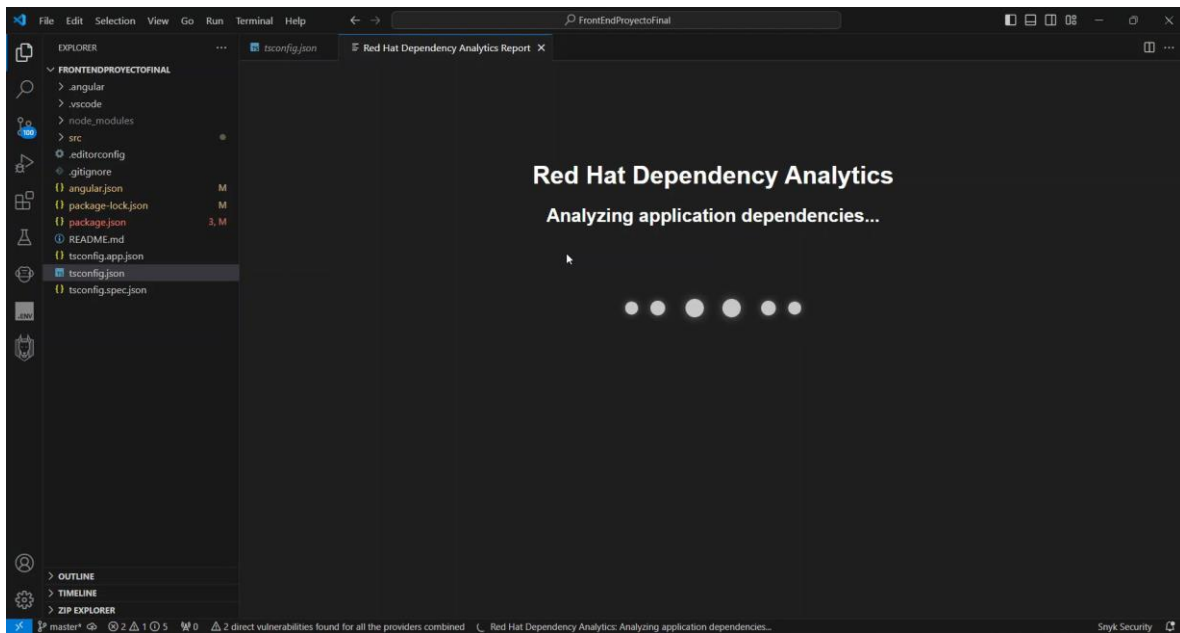 File Edit Selection View Go Run Terminal Help
FrontEndProyectoFinal
EXPLORER
tsconfig.json
Red Hat Dependency Analytics Report
FRONTENDPROYECTOFINAL
.angular
.vscode
node_modules
src
.editorconfig
.gitignore
angular.json M
package-lock.json M
package.json 3, M
README.md
tsconfig.app.json
tsconfig.json
tsconfig.spec.json
Red Hat Dependency Analytics
Analyzing application dependencies...
100
.ENV
OUTLINE
TIMELINE
ZIP EXPLORER
master* 2 1 5 0 2 direct vulnerabilities found for all the providers combined Red Hat Dependency Analytics: Analyzing application dependencies... Snyk Security